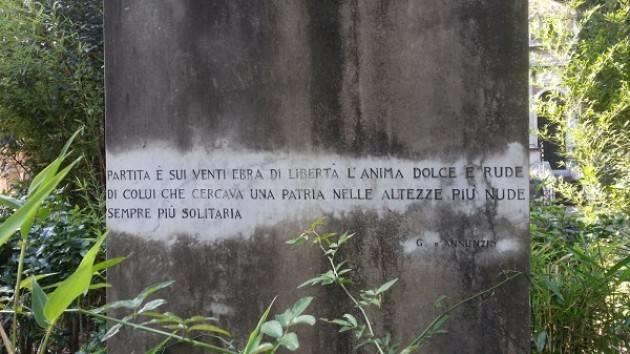 PARTITA È SUI VENTI EBRA DI LIBERTÀ L'ANIMA DOLCE E RUDE
DI COLUI CHE CERCAVA UNA PATRIA NELLE ALTEZZE PIÙ NUDE
SEMPRE PIÙ SOLITARIA
G. D'ANNUNZIO